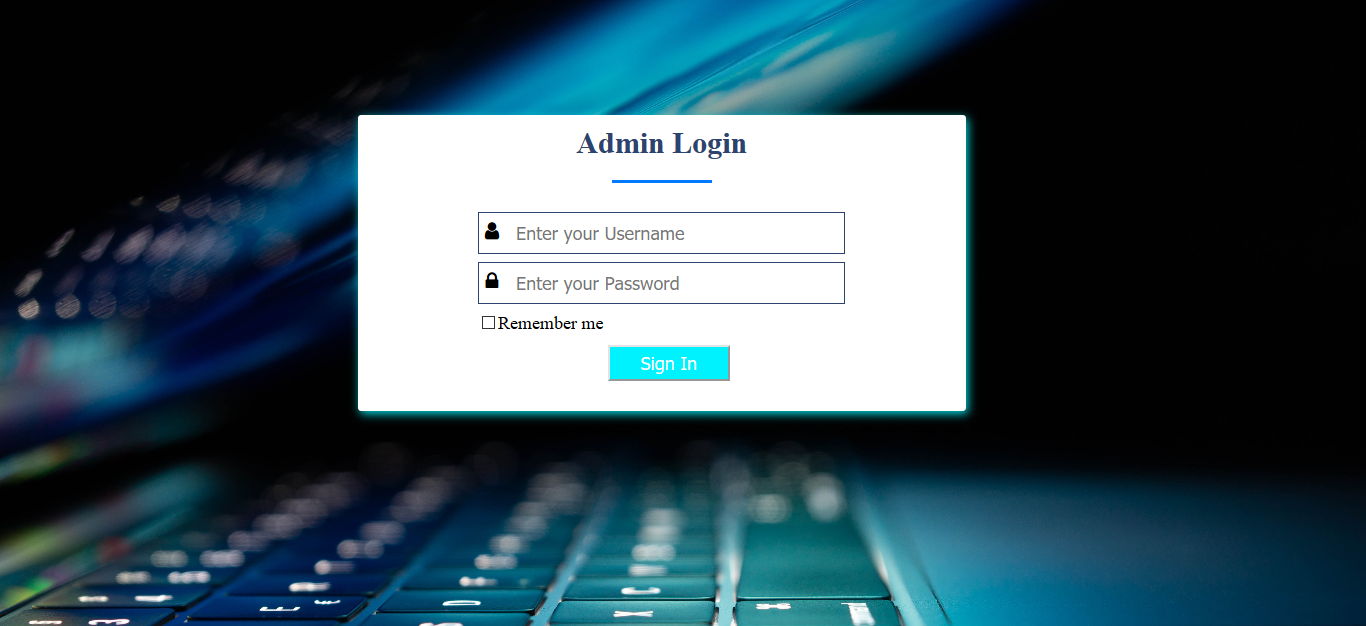 Admin Login
Enter your Username
Enter your Password
Remember me
Sign In